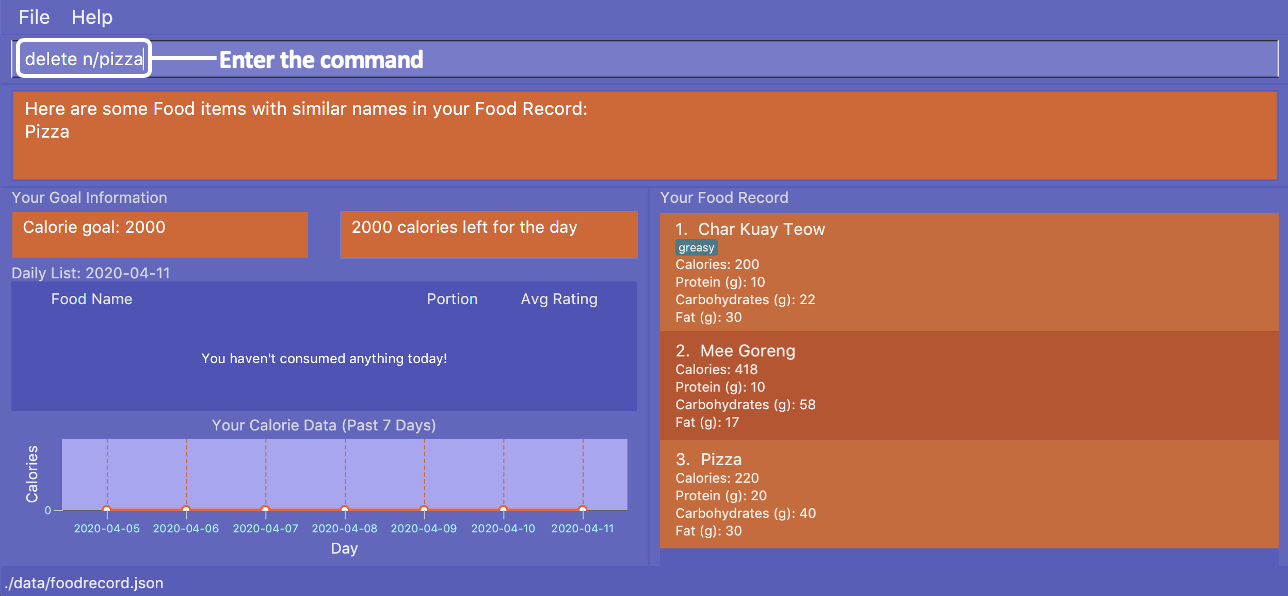 File Help
delete n/pizza Enter the command
Here are some Food items with similar names in your Food Record:
Pizza
Your Goal Information
Calorie goal: 2000
2000 calories left for the day
Daily List: 2020-04-11
Food Name Portion Avg Rating
You haven't consumed anything today!
Your Calorie Data (Past 7 Days)
Calories
0
2020-04-05 2020-04-06 2020-04-07 2020-04-08 2020-04-09 2020-04-10 2020-04-11
Day
Your Food Record
1. Char Kuay Teow
greasy
Calories: 200
Protein (g): 10
Carbohydrates (g): 22
Fat (g): 30
2. Mee Goreng
Calories: 418
Protein (g): 10
Carbohydrates (g): 58
Fat (g): 17
3. Pizza
Calories: 220
Protein (g): 20
Carbohydrates (g): 40
Fat (g): 30
./data/foodrecord.json